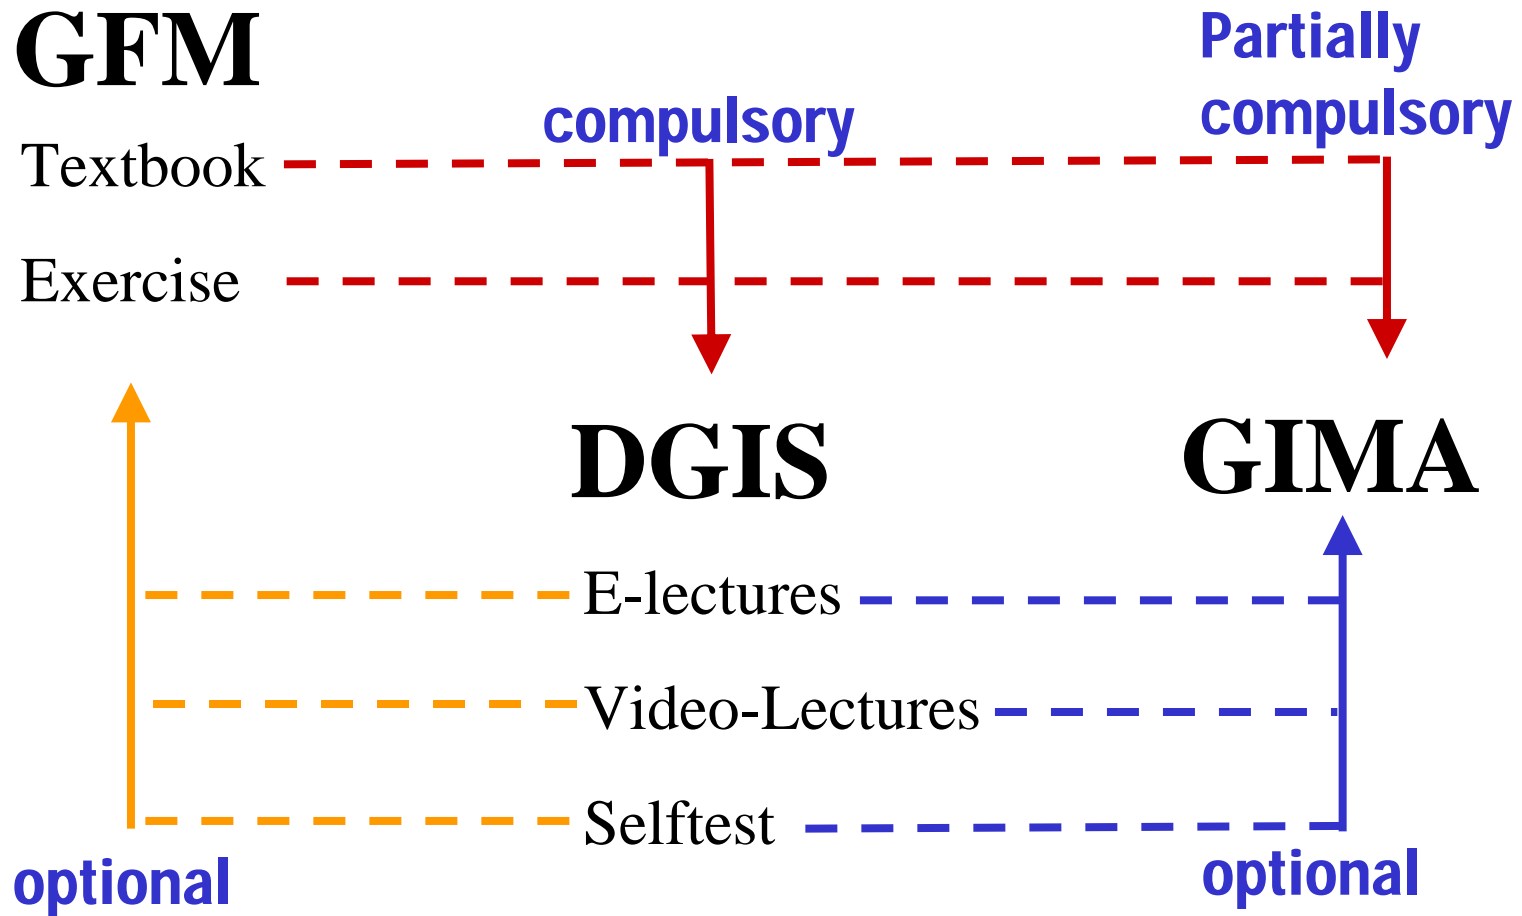 GFM
Partially
compulsory
compulsory
Textbook
Exercise
DGIS
GIMA
E-lectures
Video-Lectures
Selftest
optional
optional